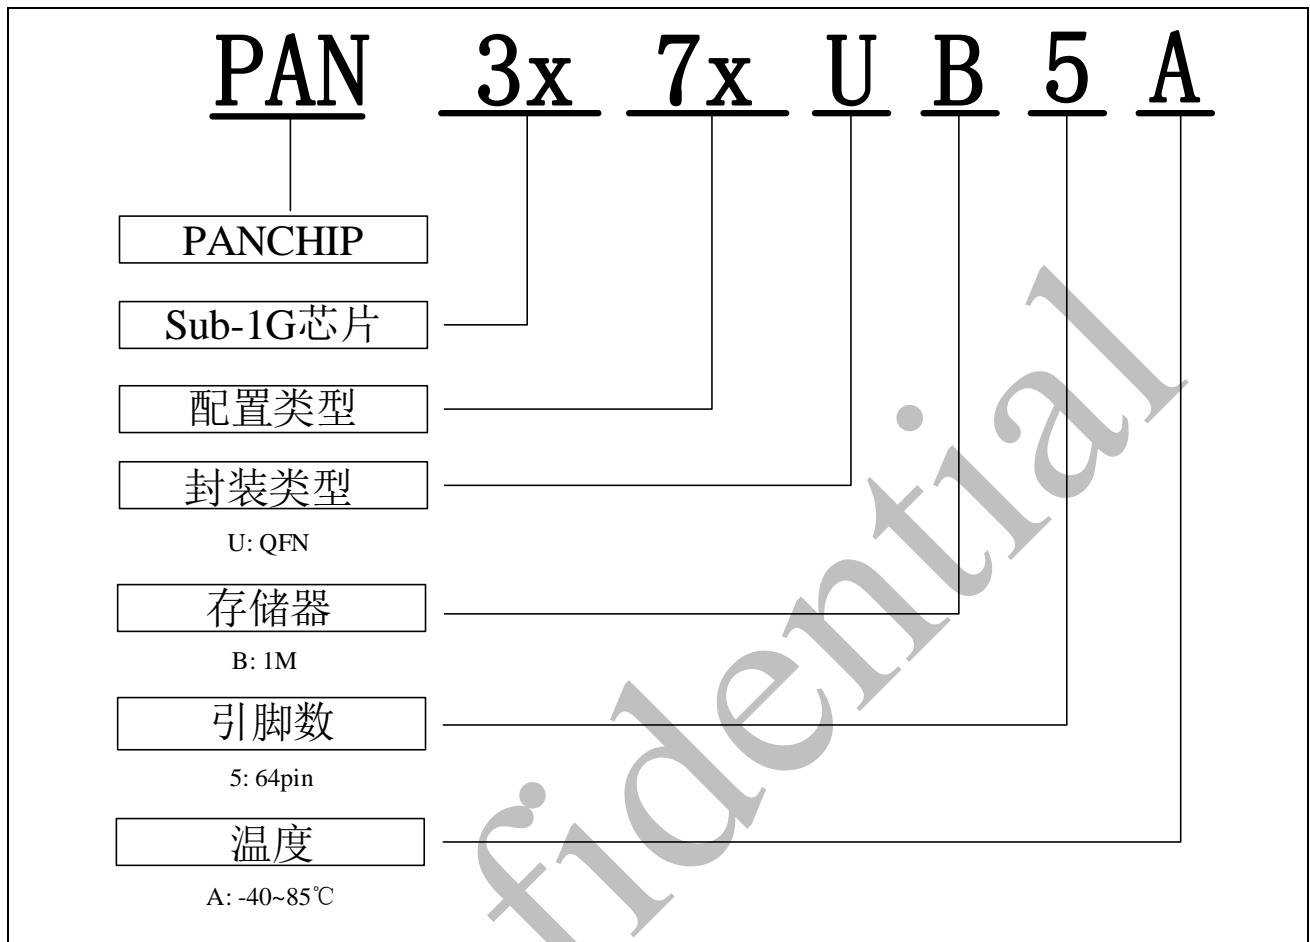 PAN 3x 7x U B 5 A
PANCHIP
Sub-1G芯片
配置类型
封装类型
U: QFN
存储器
B: 1M
引脚数
5: 64pin
温度
A: -40~85℃
fidential